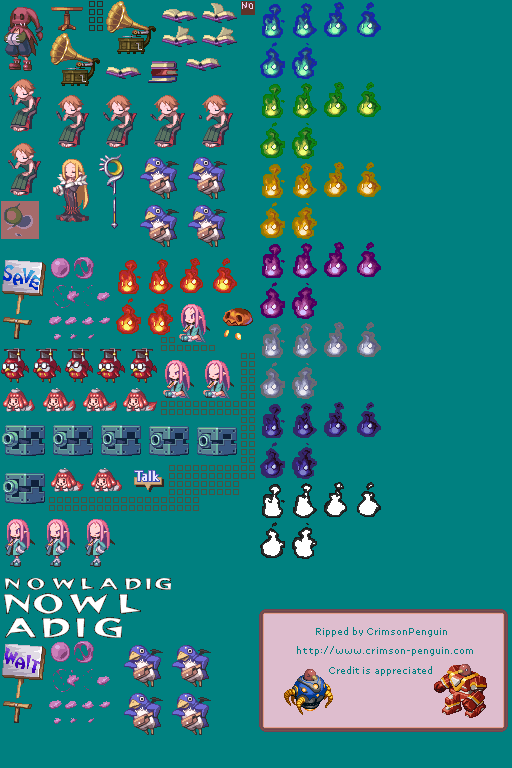 NO
SAVE
Talk
NOWLADIG
NOWL
ADIG
WAIT
Ripped by CrimsonPenguin
http://www.crimson-penguin.com
Credit is appreciated